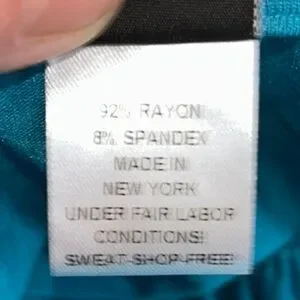 92% RAYON
8% SPANDEX
MADE IN
NEW YORK
UNDER FAIR LABOR
CONDITIONS!
SWEAT-SHOP-FREE!